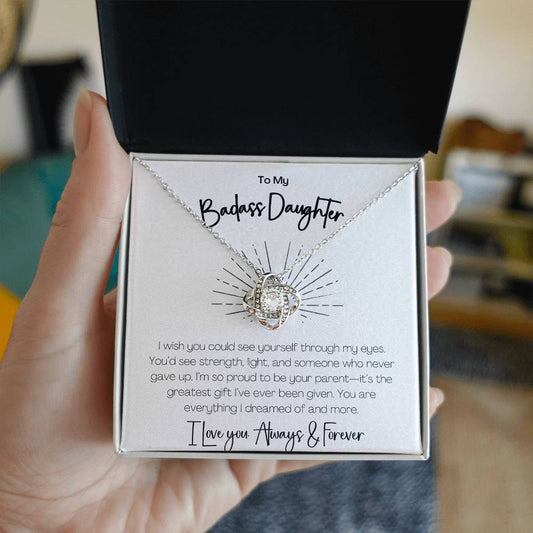 To My
Badass Daughter
I wish you could see yourself through my eyes.
You'd see strength, light, and someone who never
gave up. I'm so proud to be your parent—it's the
greatest gift I've ever been given. You are
everything I dreamed of and more.
I Love you Always & Forever